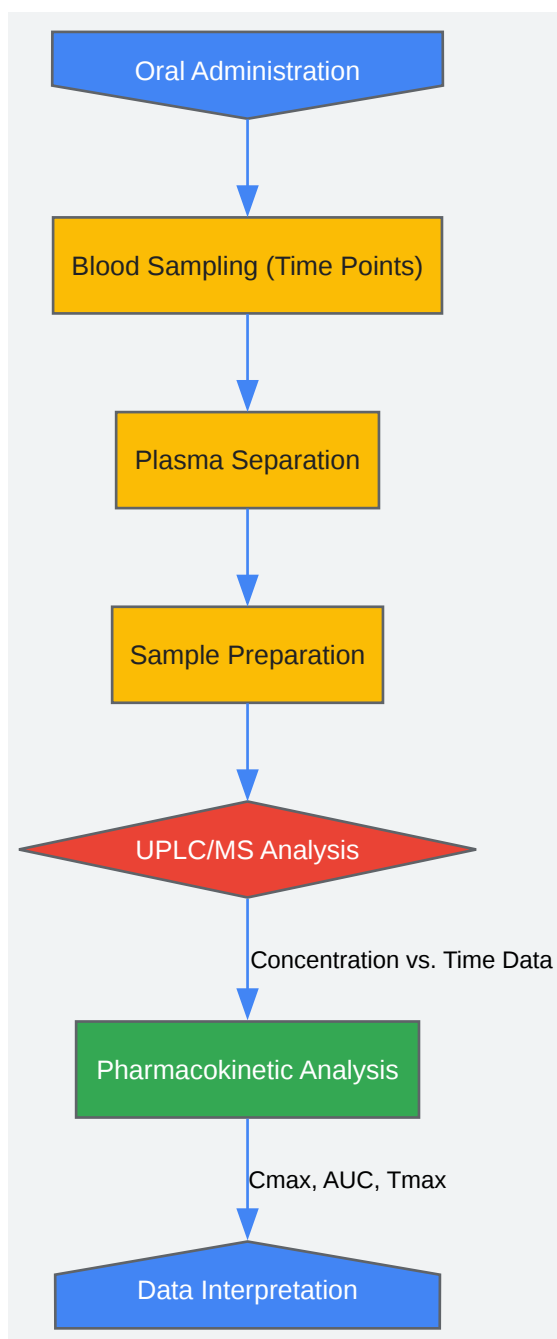 Oral Administration
Blood Sampling (Time Points)
Plasma Separation
Sample Preparation
UPLC/MS Analysis
Concentration vs. Time Data
Pharmacokinetic Analysis
Cmax, AUC, Tmax
Data Interpretation